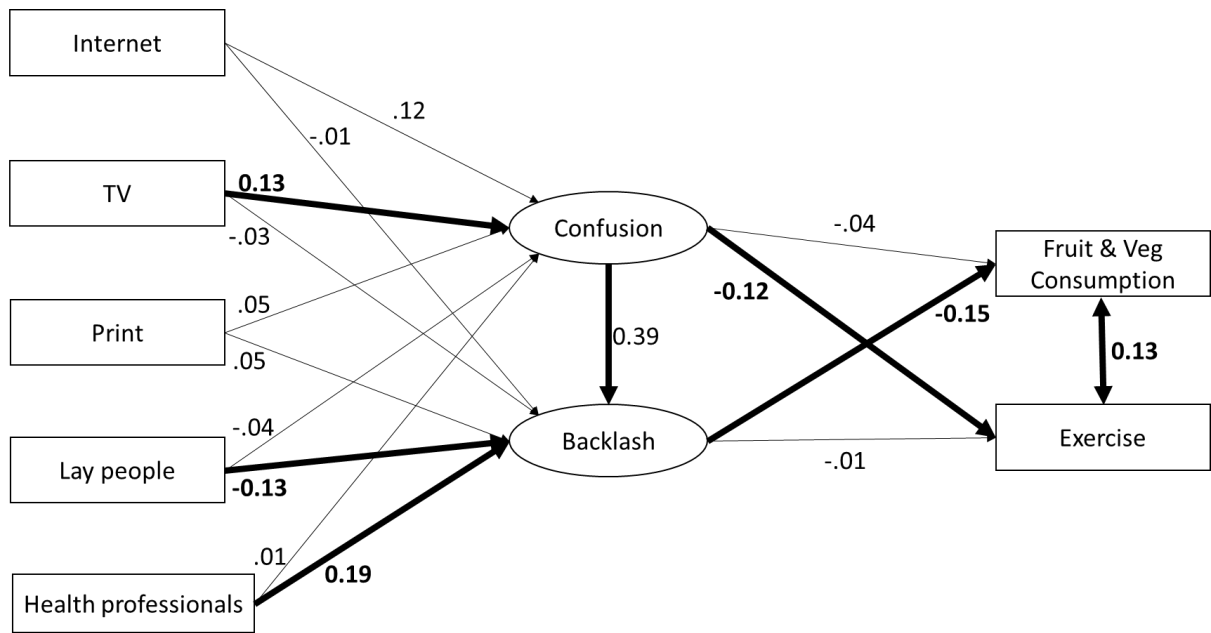 Internet
.12
-.01
TV
0.13
-.03
Confusion
-.04
Fruit & Veg
Consumption
-0.12
-0.15
Print
.05
.05
0.39
0.13
Lay people
-.04
-0.13
Backlash
-.01
Exercise
Health professionals
.01
0.19